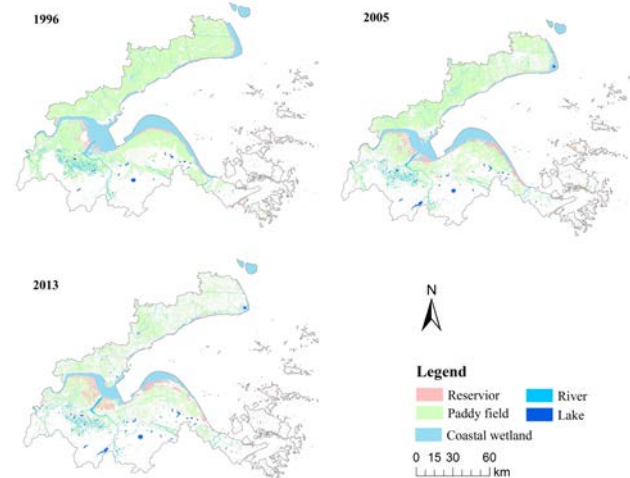 1996
2005
2013
N
Legend
Reservior
River
Paddy field
Lake
Coastal wetland
0 15 30 60
km